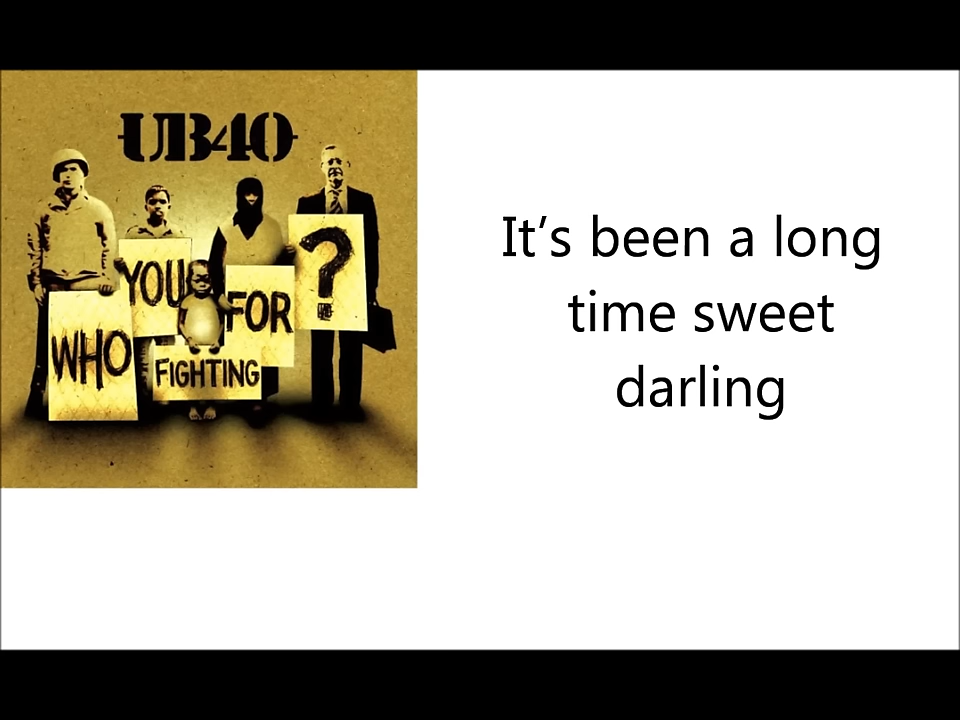 UB40
WHO
YOU
FIGHTING
FOR
?
It’s been a long
time sweet
darling